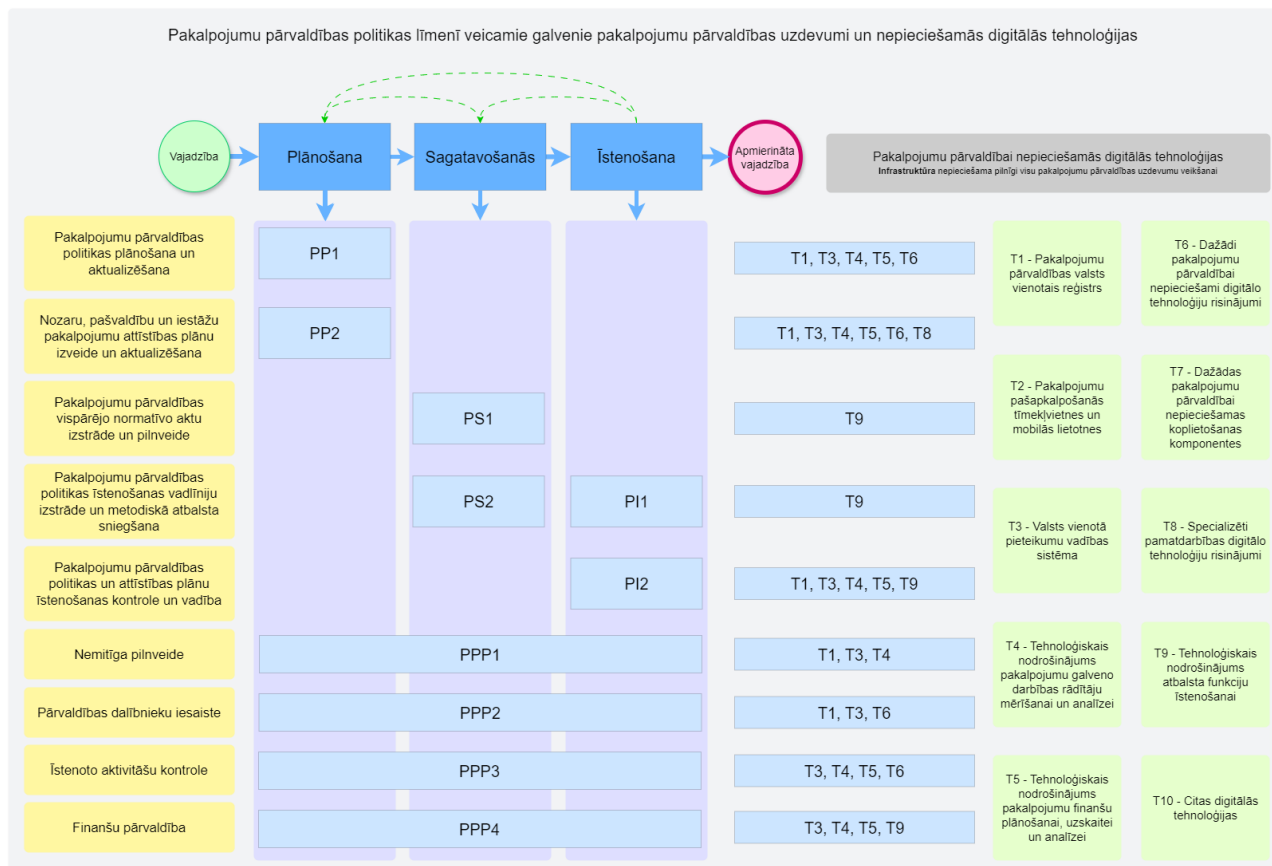 Pakalpojumu pārvaldības politikas līmenī veicamie galvenie pakalpojumu pārvaldības uzdevumi un nepieciešamās digitālās tehnoloģijas
Vajadzība
Plānošana
Sagatavošanās
Īstenošana
Apmierināta
vajadzība
Pakalpojumu pārvaldībai nepieciešamās digitālās tehnoloģijas
Infrastruktūra nepieciešama pilnīgi visu pakalpojumu pārvaldības uzdevumu veikšanai
Pakalpojumu pārvaldības
politikas plānošana un
aktualizēšana
PP1
T1, T3, T4, T5, T6
Nozaru, pašvaldību un iestāžu
pakalpojumu attīstības plānu
izveide un aktualizēšana
PP2
T1, T3, T4, T5, T6, T8
Pakalpojumu pārvaldības
vispārējo normatīvo aktu
izstrāde un pilnveide
PS1
T9
Pakalpojumu pārvaldības
politikas īstenošanas vadlīniju
izstrāde un metodiskā atbalsta
sniegšana
PS2
PI1
T9
Pakalpojumu pārvaldības
politikas un attīstības plānu
īstenošanas kontrole un vadība
PI2
T1, T3, T4, T5, T9
Nemitīga pilnveide
PPP1
T1, T3, T4
Pārvaldības dalībnieku iesaiste
PPP2
T1, T3, T6
Īstenoto aktivitāšu kontrole
PPP3
T3, T4, T5, T6
Finanšu pārvaldība
PPP4
T3, T4, T5, T9
T1 - Pakalpojumu
pārvaldības valsts
vienotais reģistrs
T6 - Dažādi
pakalpojumu
pārvaldībai
nepieciešami digitālo
tehnoloģiju risinājumi
T2 - Pakalpojumu
pašapkalpošanās
tīmekļvietnes un
mobilās lietotnes
T7 - Dažādas
pakalpojumu
pārvaldībai
nepieciešamas
koplietošanas
komponentes
T3 - Valsts vienotā
pieteikumu vadības
sistēma
T8 - Specializēti
pamatdarbības digitālo
tehnoloģiju risinājumi
T4 - Tehnoloģiskais
nodrošinājums
pakalpojumu galveno
darbības rādītāju
mērīšanai un analīzei
T9 - Tehnoloģiskais
nodrošinājums
atbalsta funkciju
īstenošanai
T5 - Tehnoloģiskais
nodrošinājums
pakalpojumu finanšu
plānošanai, uzskaitei
un analīzei
T10 - Citas digitālās
tehnoloģijas